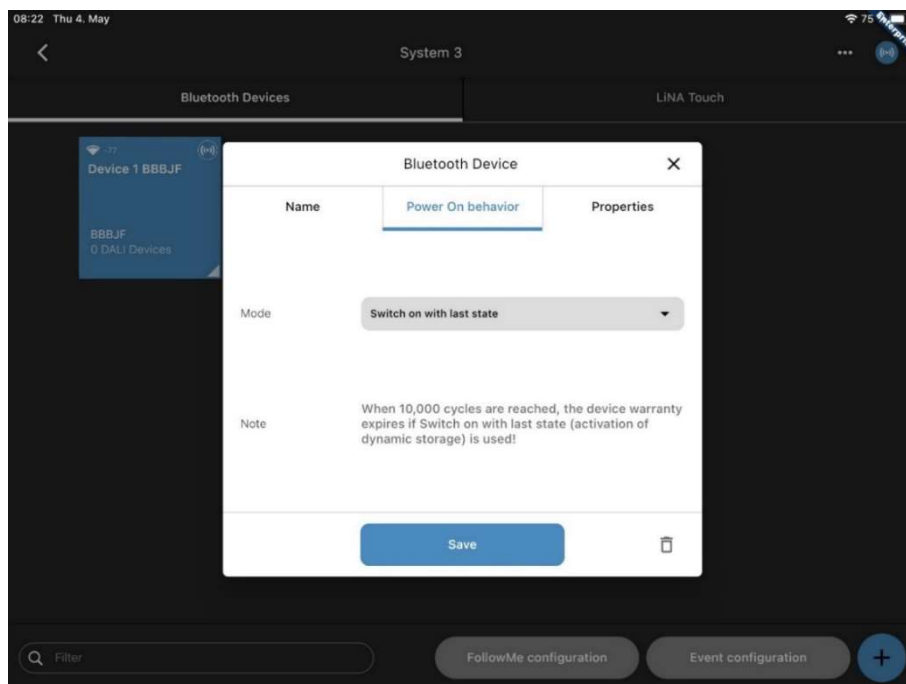 08:22 Thu 4. May
75
System 3
Bluetooth Devices
LiNA Touch
-77
Device 1 BBBJF
BBBJF
0 DALI Devices
Bluetooth Device
Name
Power On behavior
Properties
Mode
Switch on with last state
Note
When 10,000 cycles are reached, the device warranty
expires if Switch on with last state (activation of
dynamic storage) is used!
Save
Filter
FollowMe configuration
Event configuration